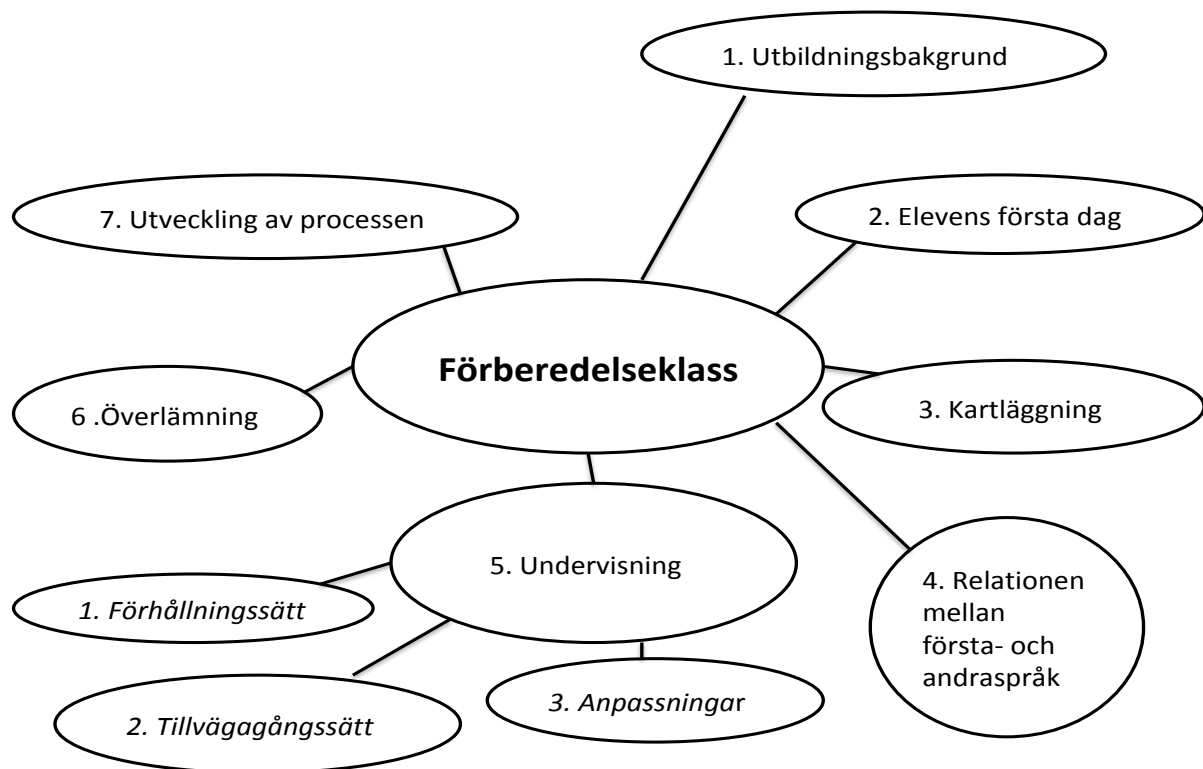 1. Utbildningsbakgrund
7. Utveckling av processen
2. Elevens första dag
Förberedelseklass
6 .Överlämning
3. Kartläggning
5. Undervisning
4. Relationen
mellan
första- och
andraspråk
1. Förhållningssätt
2. Tillvägagångssätt
3. Anpassningar